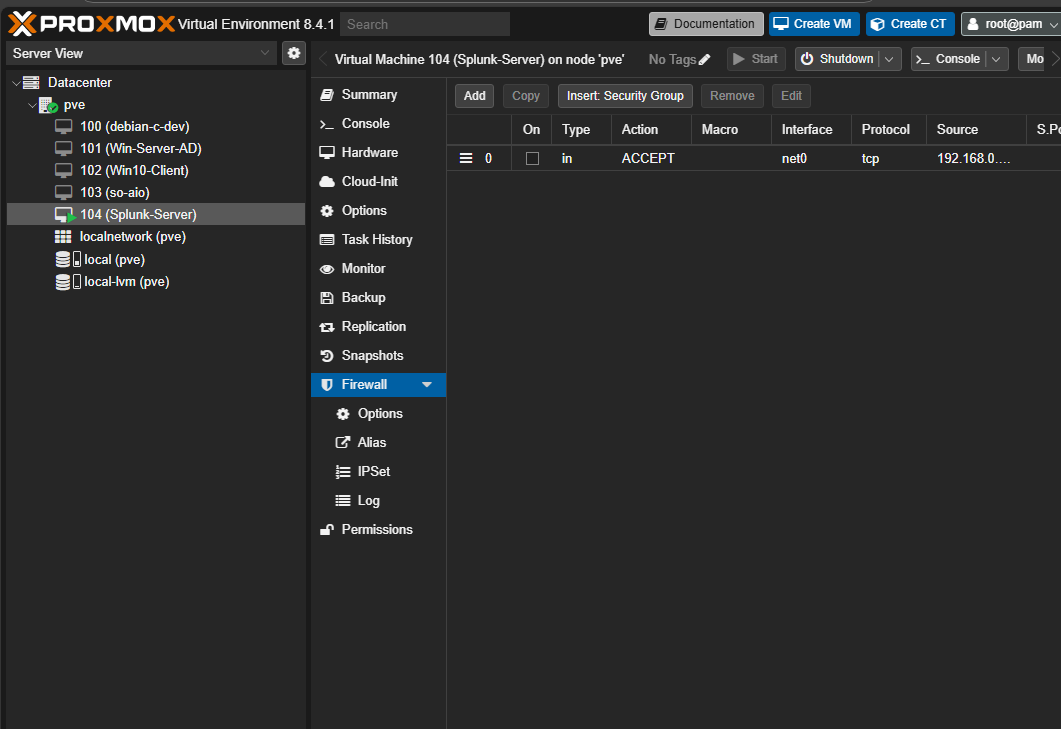 PROXMOX Virtual Environment 8.4.1 Search Documentation Create VM Create CT root@pam
Server View
Virtual Machine 104 (Splunk-Server) on node 'pve' No Tags Start Shutdown >_ Console Mo
Datacenter
pve
100 (debian-c-dev)
101 (Win-Server-AD)
102 (Win10-Client)
103 (so-aio)
104 (Splunk-Server)
localnetwork (pve)
local (pve)
local-lvm (pve)
Summary
>_ Console
Hardware
Cloud-Init
Options
Task History
Monitor
Backup
Replication
Snapshots
Firewall
Options
Alias
IPSet
Log
Permissions
Add Copy Insert: Security Group Remove Edit
On Type Action Macro Interface Protocol Source S.Po
0 in ACCEPT net0 tcp 192.168.0....